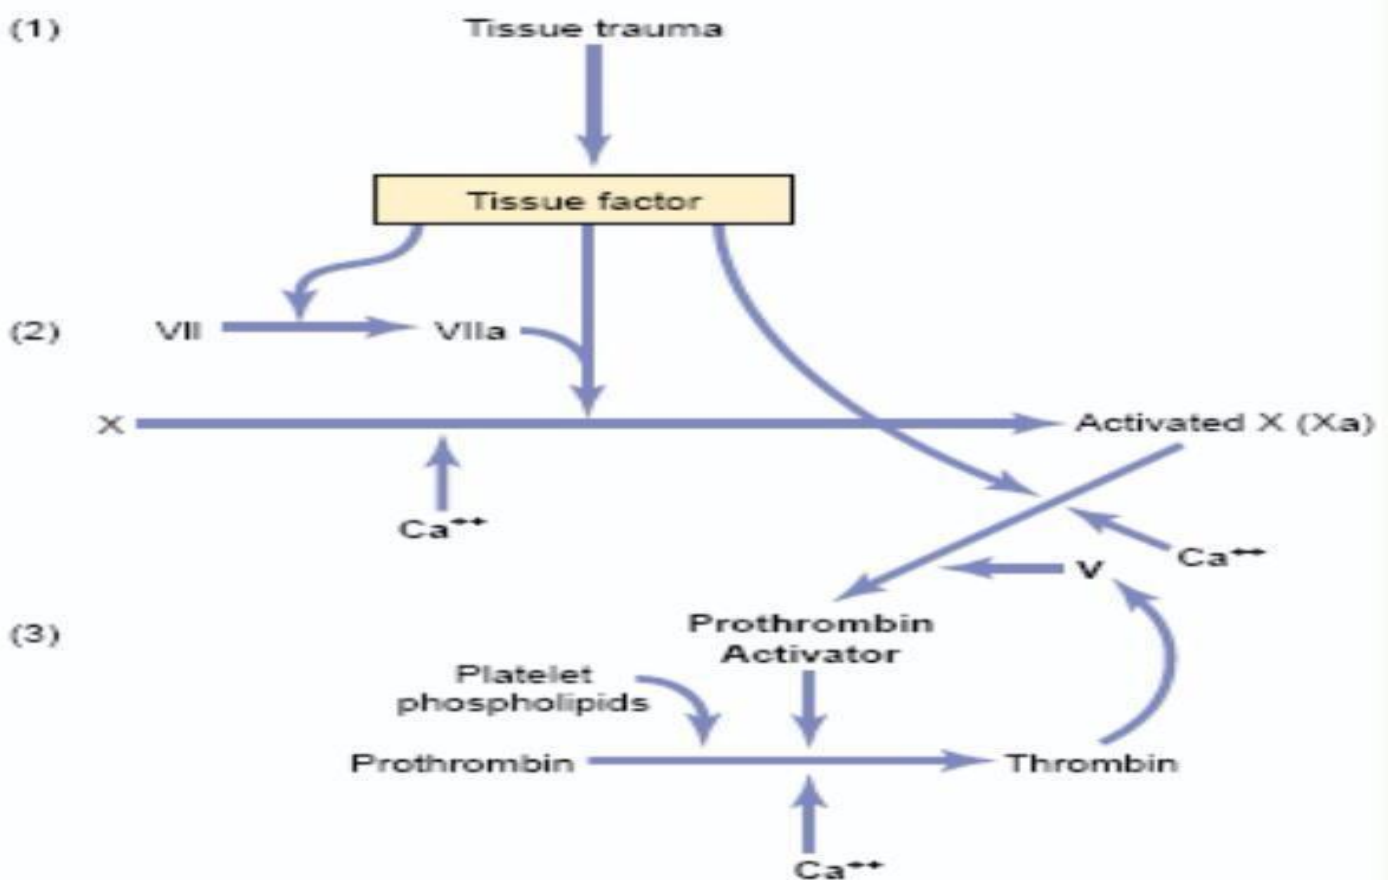 (1) Tissue trauma
Tissue factor
(2) VII VIIa
X Activated X (Xa)
Ca++
Ca++
V
(3) Prothrombin
Activator
Platelet
phospholipids
Prothrombin Thrombin
Ca++